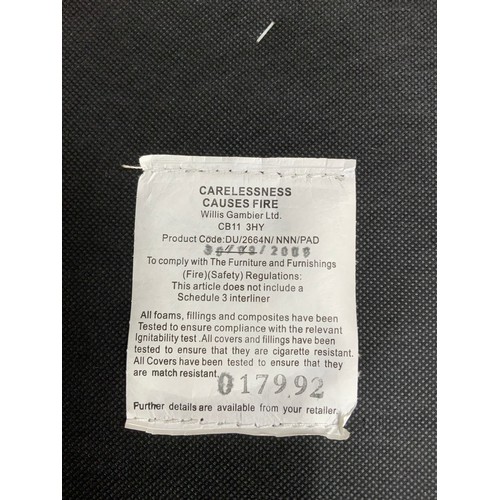 CARELESSNESS
CAUSES FIRE
Willis Gambier Ltd.
CB11 3HY
Product Code:DU/2664N/ NNN/PAD
2009
To comply with The Furniture and Furnishings
(Fire)(Safety) Regulations:
This article does not include a
Schedule 3 interliner
All foams, fillings and composites have been
Tested to ensure compliance with the relevant
Ignitability test .All covers and fillings have been
tested to ensure that they are cigarette resistant.
All Covers have been tested to ensure that they
are match resistant.
017992
Further details are available from your retailer